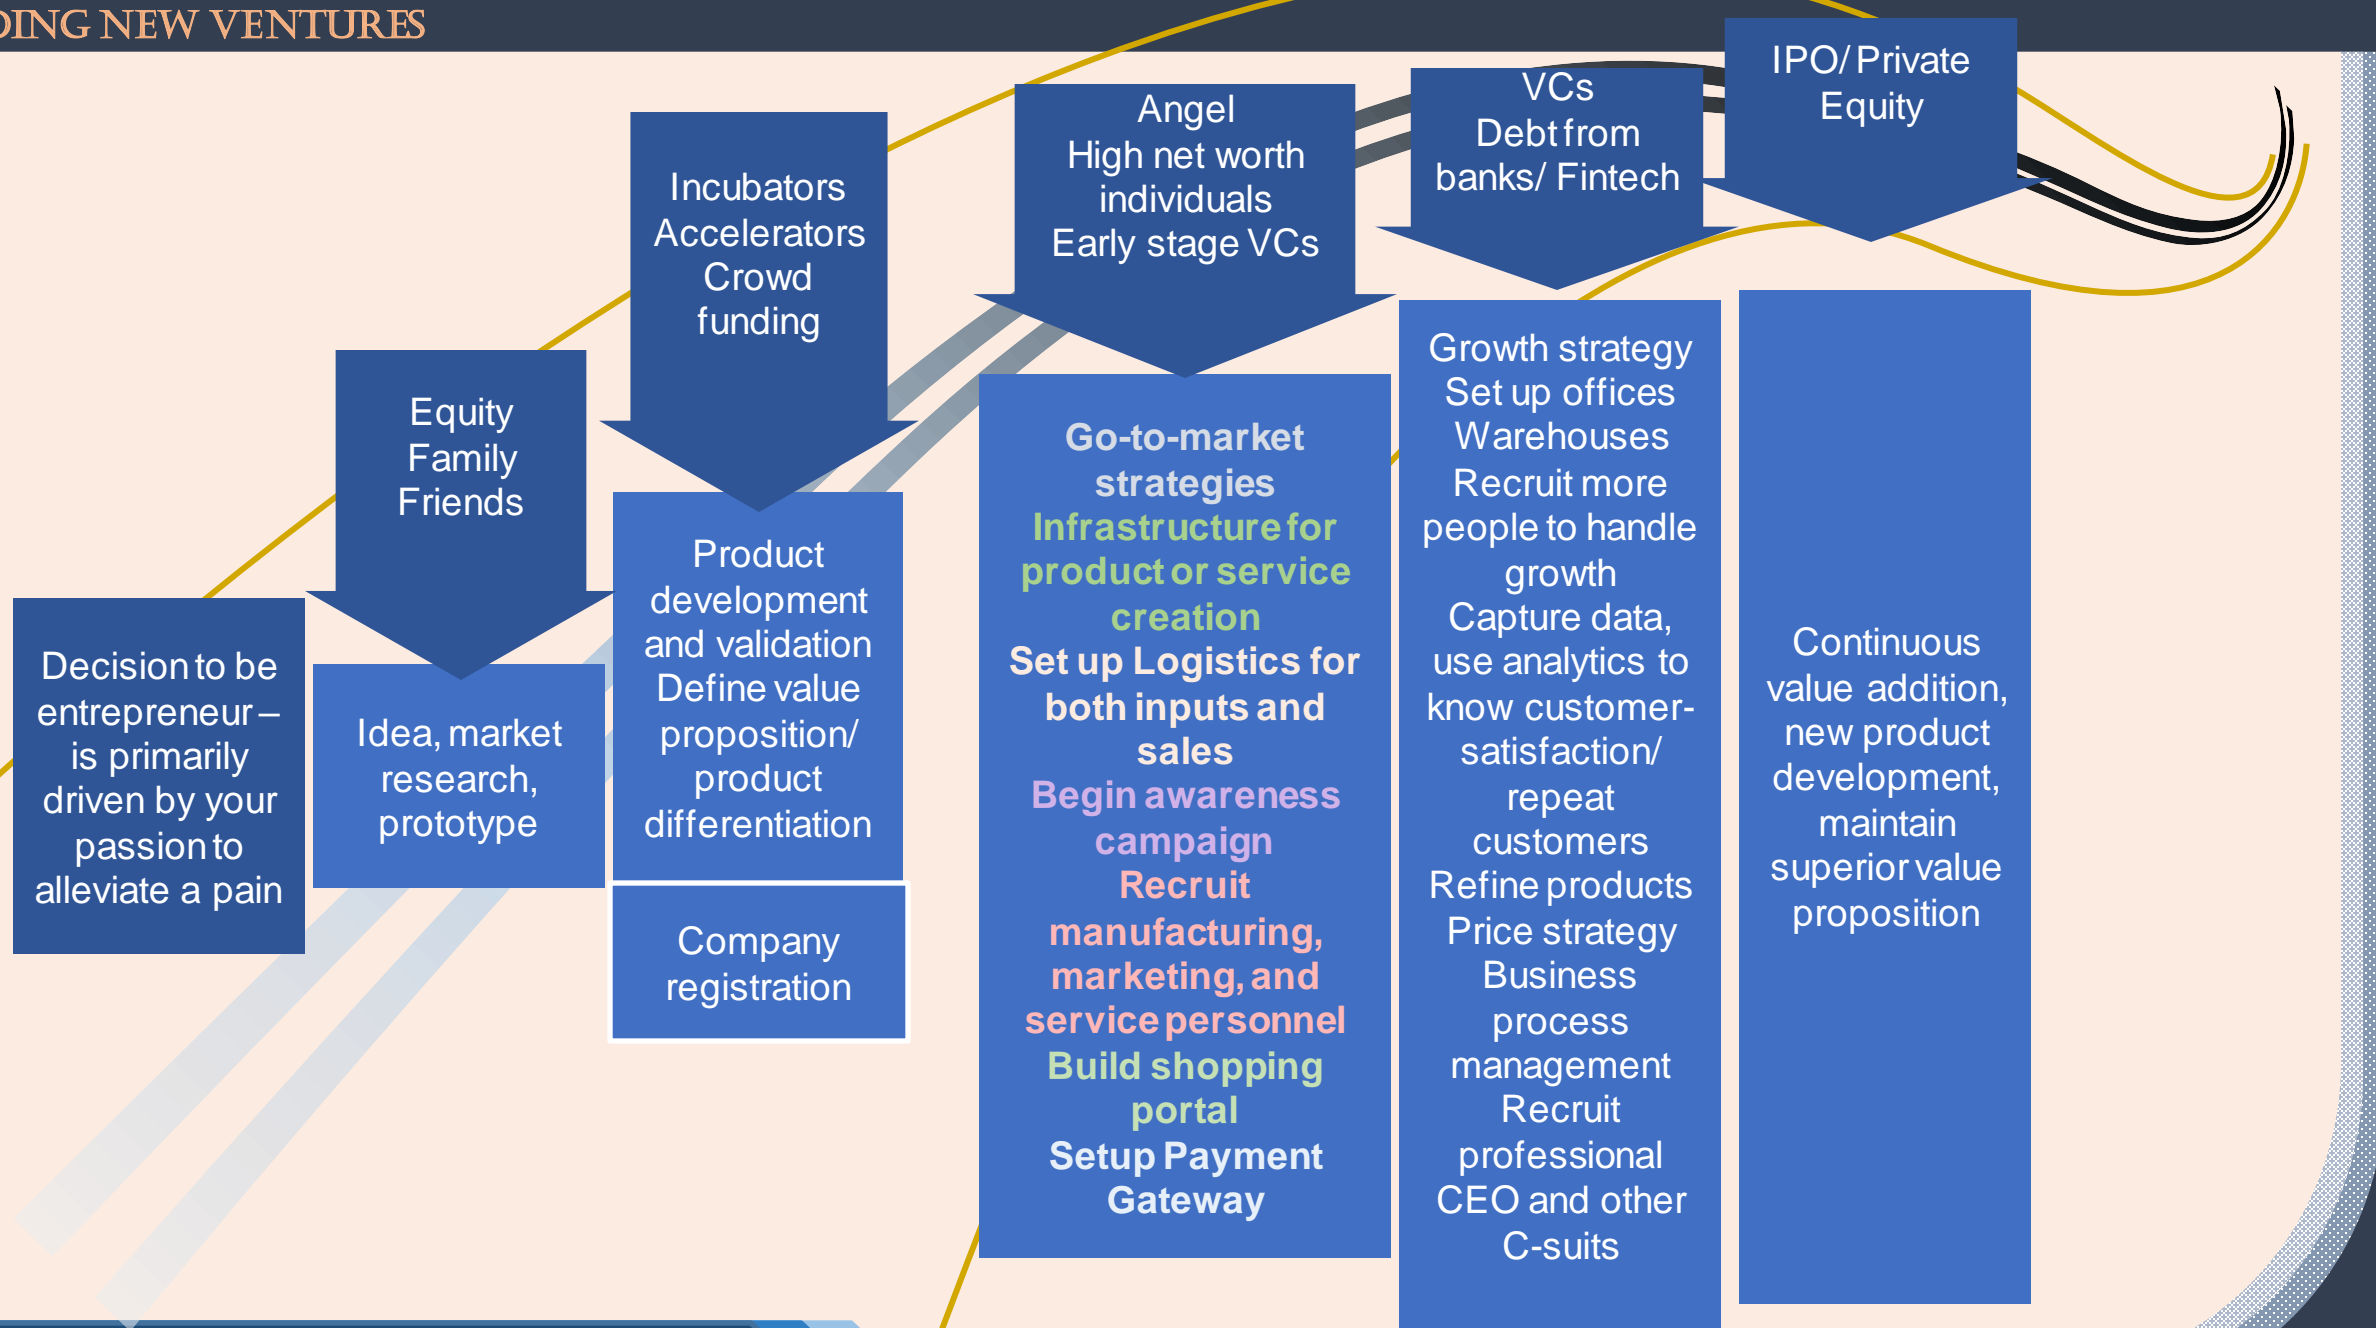 DING NEW VENTURES
Decision to be
entrepreneur –
is primarily
driven by your
passion to
alleviate a pain
Equity
Family
Friends
Idea, market
research,
prototype
Incubators
Accelerators
Crowd
funding
Product
development
and validation
Define value
proposition/
product
differentiation
Company
registration
Angel
High net worth
individuals
Early stage VCs
Go-to-market
strategies
Infrastructure for
product or service
creation
Set up Logistics for
both inputs and
sales
Begin awareness
campaign
Recruit
manufacturing,
marketing, and
service personnel
Build shopping
portal
Setup Payment
Gateway
VCs
Debt from
banks/ Fintech
Growth strategy
Set up offices
Warehouses
Recruit more
people to handle
growth
Capture data,
use analytics to
know customer-
satisfaction/
repeat
customers
Refine products
Price strategy
Business
process
management
Recruit
professional
CEO and other
C-suits
IPO/ Private
Equity
Continuous
value addition,
new product
development,
maintain
superior value
proposition